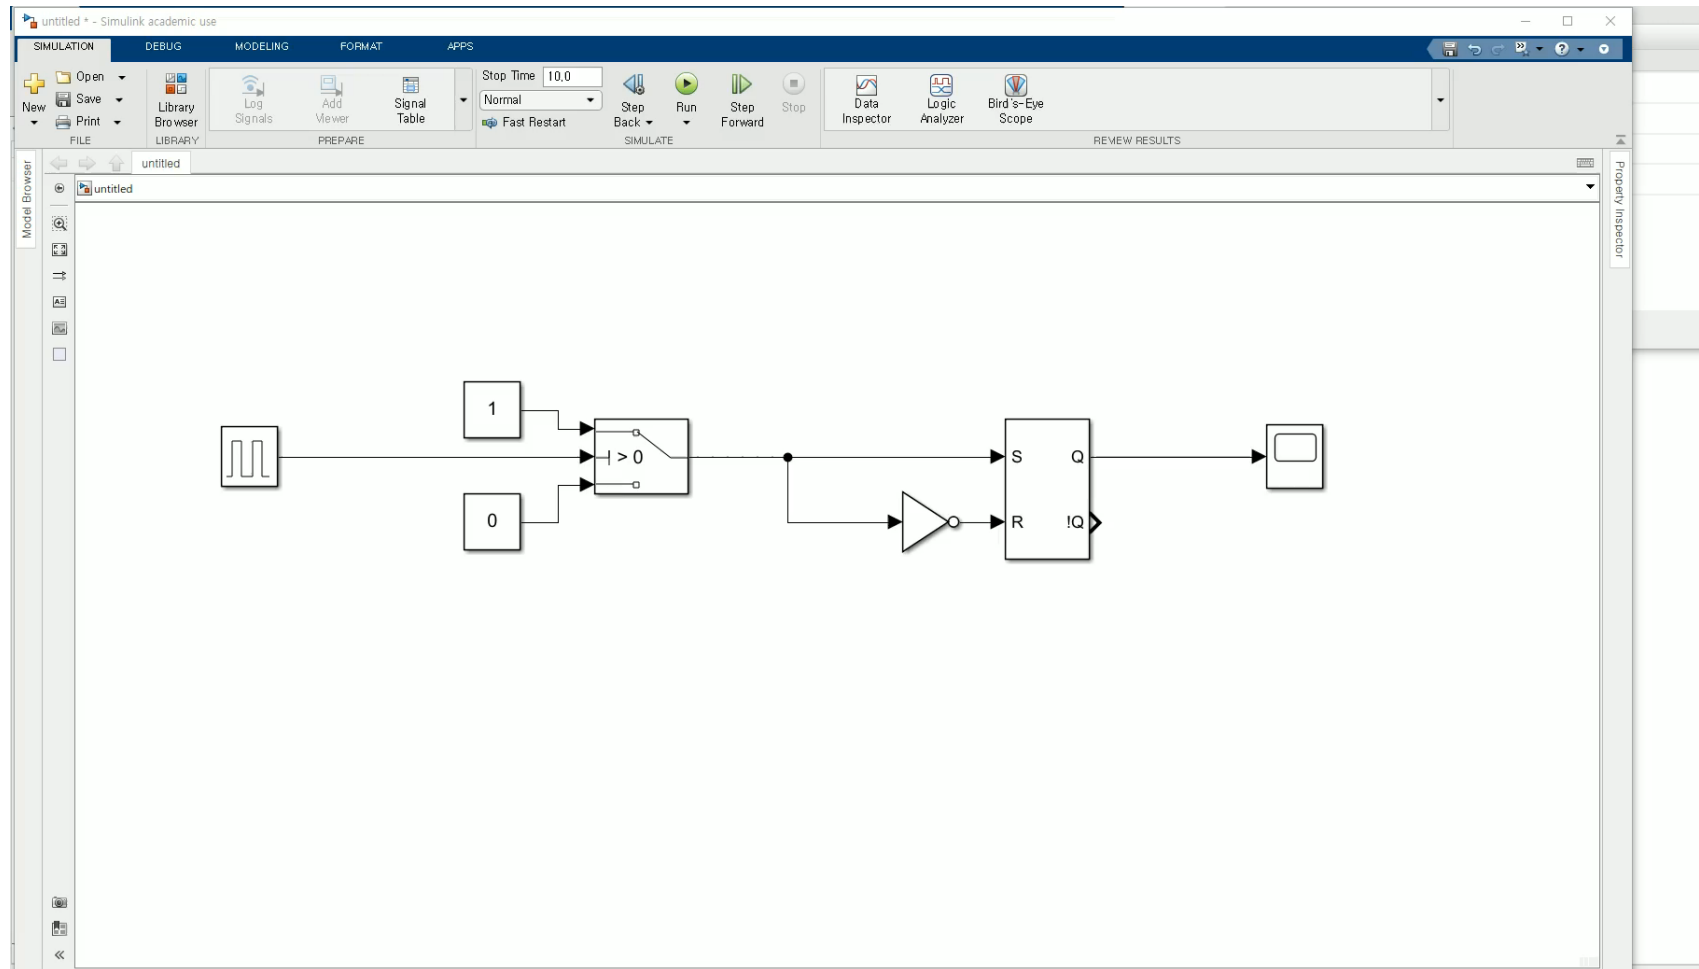 untitled * - Simulink academic use
SIMULATION DEBUG MODELING FORMAT APPS
New
Open
Save
Print
FILE
Library Browser
LIBRARY
Log Signals
Add Viewer
Signal Table
PREPARE
Stop Time 10,0
Normal
Fast Restart
Step Back
Run
Step Forward
Stop
SIMULATE
Data Inspector
Logic Analyzer
Bird's-Eye Scope
REVIEW RESULTS
Model Browser
untitled
untitled
Property Inspector
1
> 0
0
S Q
R !Q